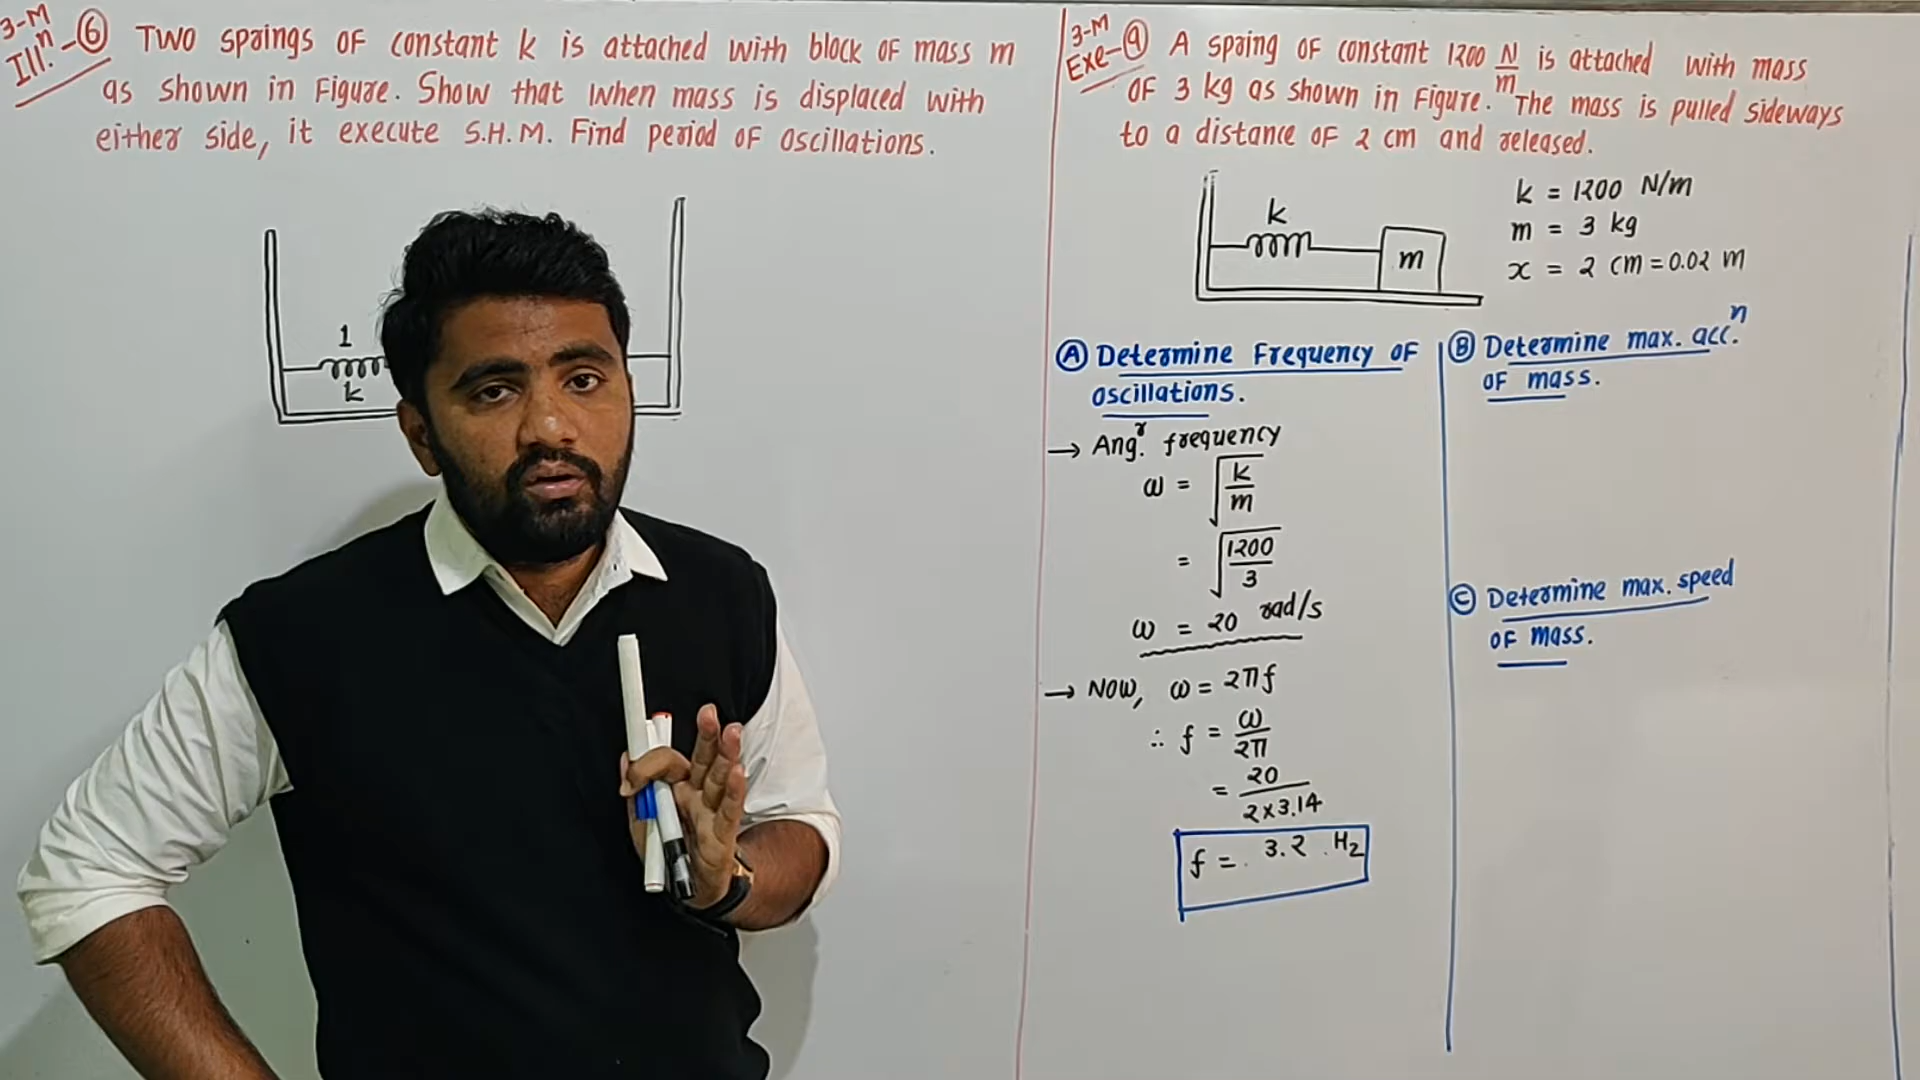 3-M
Illⁿ. - ⑥ Two springs of constant k is attached with block of mass m
as shown in Figure. Show that when mass is displaced with
either side, it execute S.H.M. Find period of oscillations.
1
k
3-M
Exe-⑨ A spring of constant 1200 N/m is attached with mass
of 3 kg as shown in Figure. The mass is pulled sideways
to a distance of 2 cm and released.
k
m
k = 1200 N/m
m = 3 kg
x = 2 cm = 0.02 m
Ⓐ Determine Frequency of
oscillations.
→ Angʳ. frequency
ω = √(k/m)
= √(1200/3)
ω = 20 rad/s
→ Now, ω = 2πf
∴ f = ω/2π
= 20/(2×3.14)
f = 3.2 Hz
Ⓑ Determine max. accⁿ.
of mass.
Ⓒ Determine max. speed
of mass.